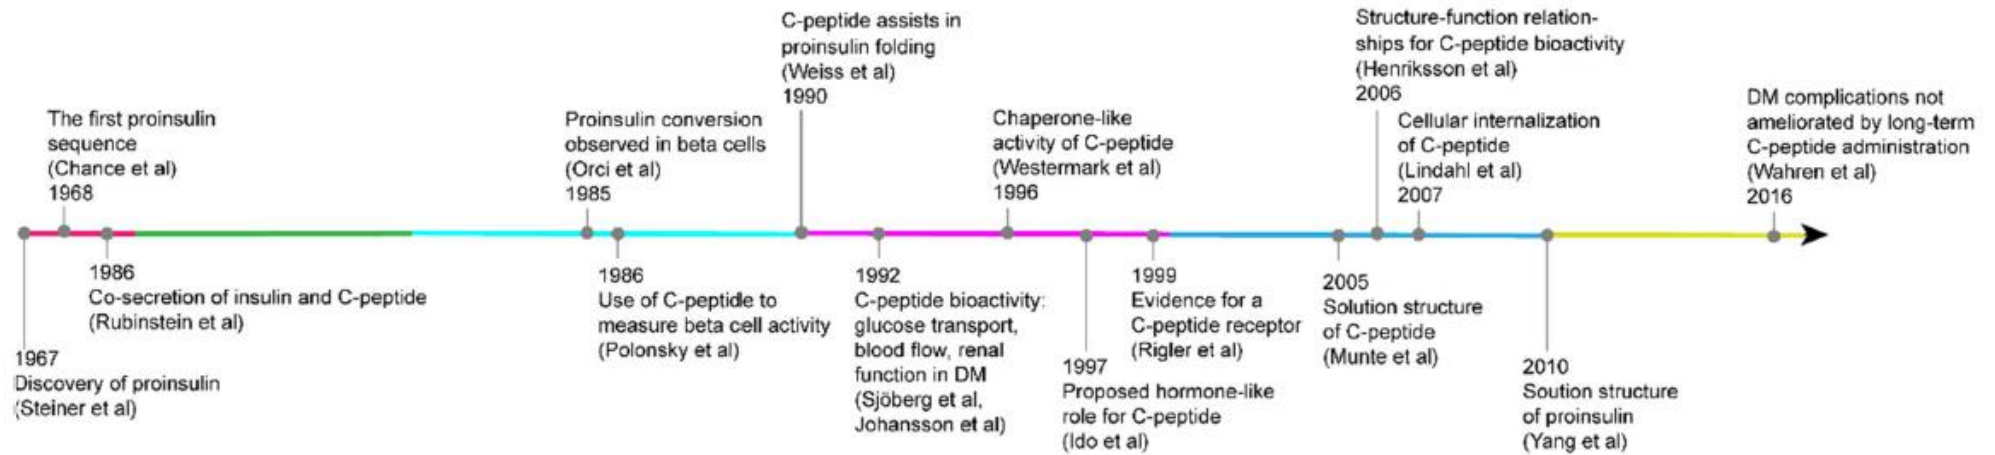 The first proinsulin
sequence
(Chance et al)
1968
1986
Co-secretion of insulin and C-peptide
(Rubinstein et al)
1967
Discovery of proinsulin
(Steiner et al)
Proinsulin conversion
observed in beta cells
(Orci et al)
1985
1986
Use of C-peptide to
measure beta cell activity
(Polonsky et al)
C-peptide assists in
proinsulin folding
(Weiss et al)
1990
1992
C-peptide bioactivity:
glucose transport,
blood flow, renal
function in DM
(Sjöberg et al,
Johansson et al)
Chaperone-like
activity of C-peptide
(Westermark et al)
1996
1997
Proposed hormone-like
role for C-peptide
(Ido et al)
1999
Evidence for a
C-peptide receptor
(Rigler et al)
2005
Solution structure
of C-peptide
(Munte et al)
Structure-function relation-
ships for C-peptide bioactivity
(Henriksson et al)
2006
Cellular internalization
of C-peptide
(Lindahl et al)
2007
2010
Soution structure
of proinsulin
(Yang et al)
DM complications not
ameliorated by long-term
C-peptide administration
(Wahren et al)
2016